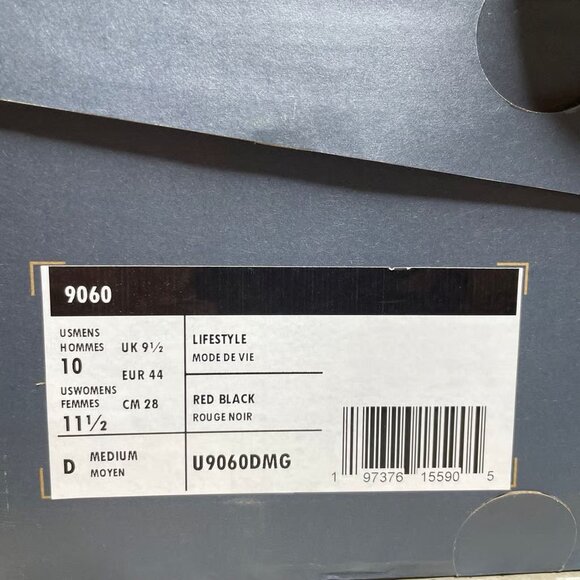 9060
USMENS
HOMMES
10
UK 9½
EUR 44
USWOMENS
FEMMES
11½
CM 28
D MEDIUM
MOYEN
LIFESTYLE
MODE DE VIE
RED BLACK
ROUGE NOIR
U9060DMG
1 97376 15590 5